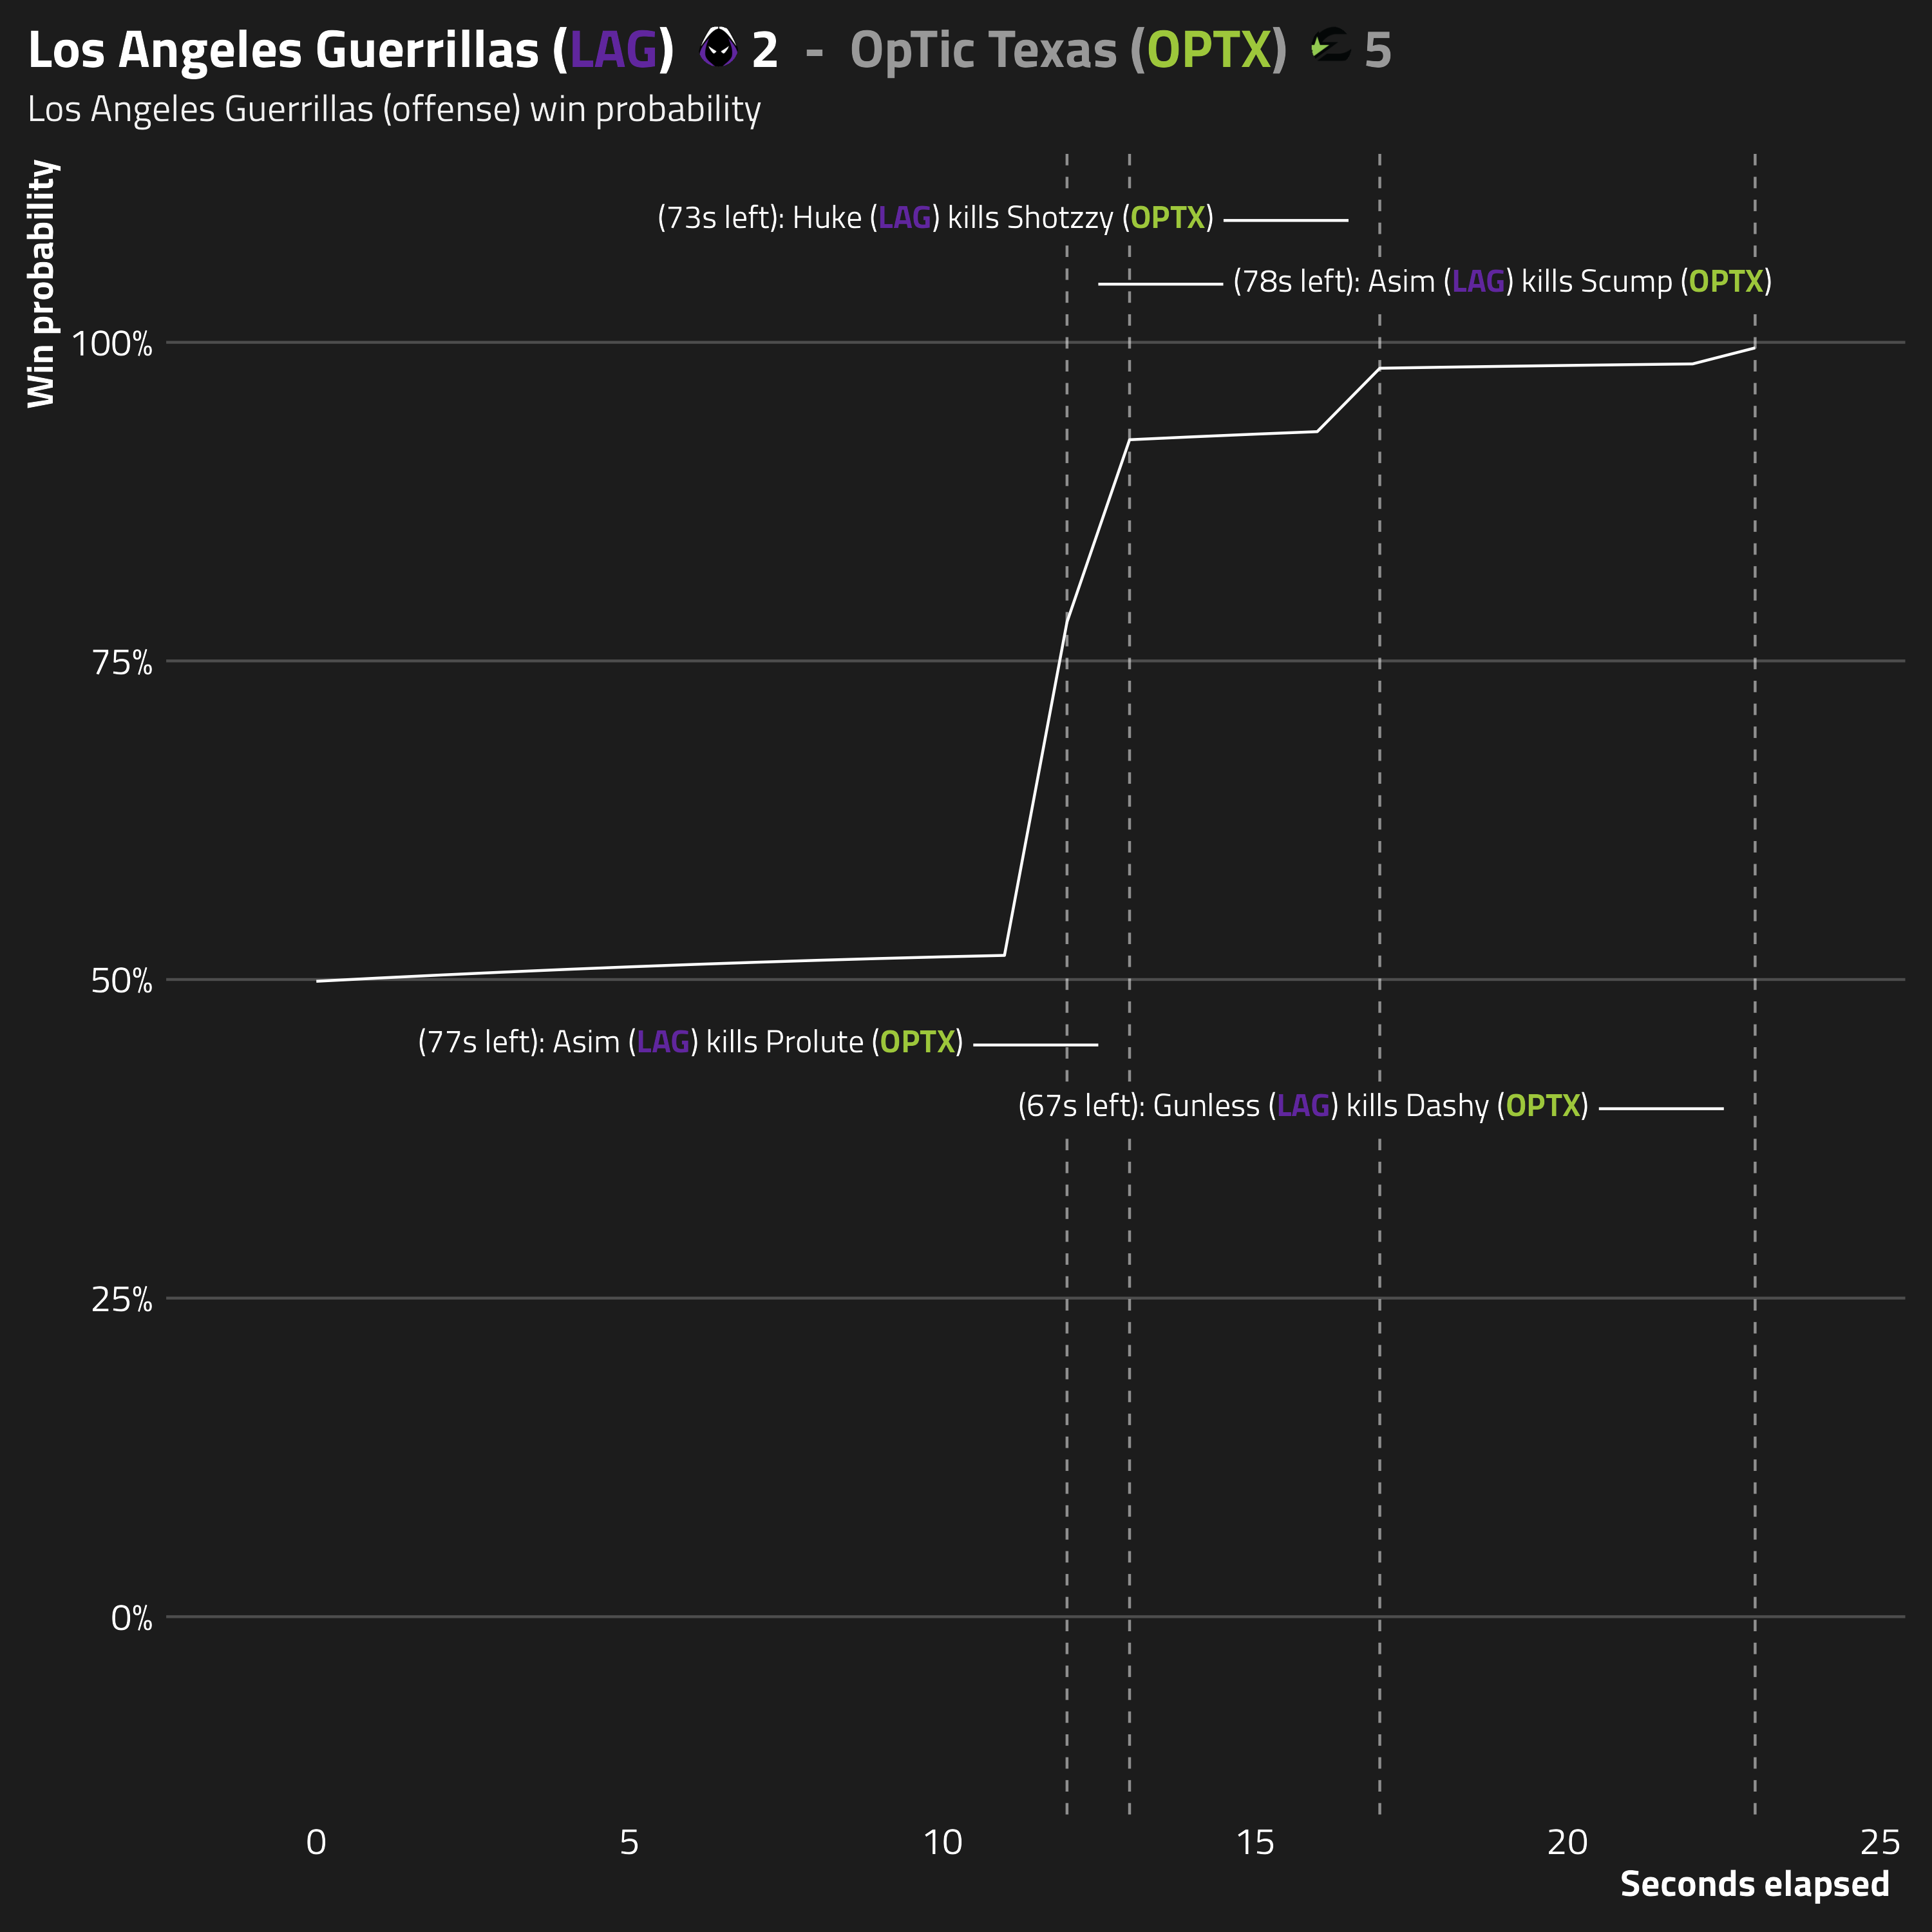 Los Angeles Guerrillas (LAG) 2 - OpTic Texas (OPTX) 5
Los Angeles Guerrillas (offense) win probability
Win probability
(73s left): Huke (LAG) kills Shotzzy (OPTX)
(78s left): Asim (LAG) kills Scump (OPTX)
100%
75%
50%
(77s left): Asim (LAG) kills Prolute (OPTX)
(67s left): Gunless (LAG) kills Dashy (OPTX)
25%
0%
0 5 10 15 20 25
Seconds elapsed